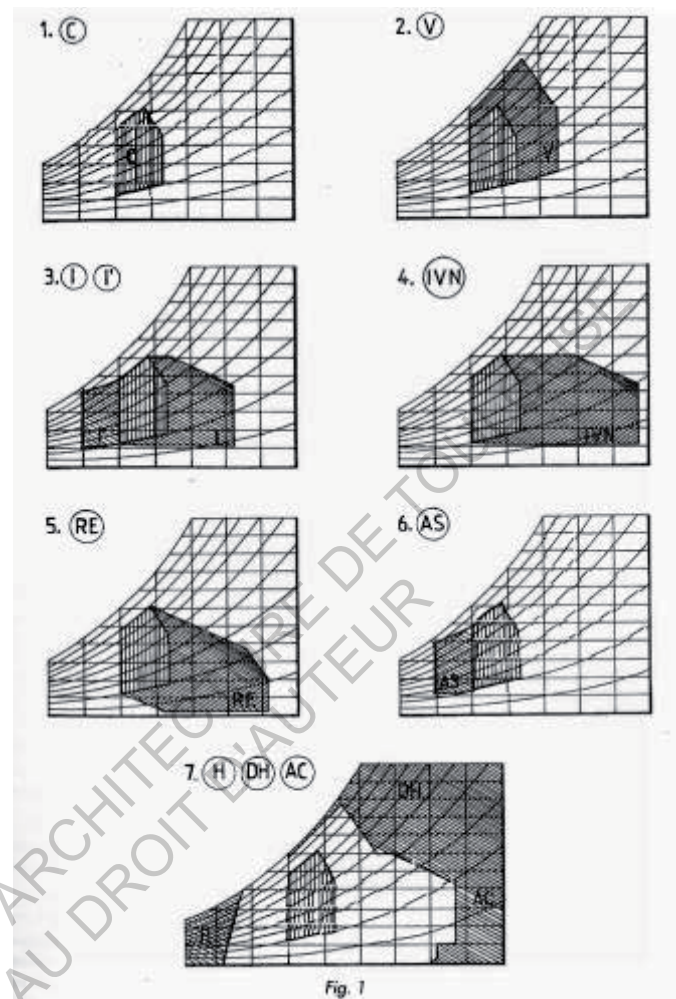 1. C
C
2. V
V
3. I I'
I' I
4. IVN
IVN
5. RE
RE
6. AS
AS
7. H DH AC
DH
AC
H
Fig. 1
ARCHITECTURE DE TOULOUSE
AU DROIT D'AUTEUR